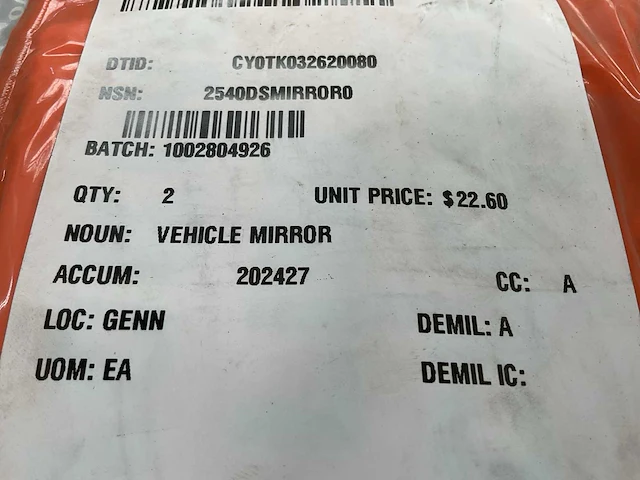 DTID: CY0TK032620080
NSN: 2540DSMIRROR0
BATCH: 1002804926
QTY: 2 UNIT PRICE: $22.60
NOUN: VEHICLE MIRROR
ACCUM: 202427 CC: A
LOC: GENN DEMIL: A
UOM: EA DEMIL IC: